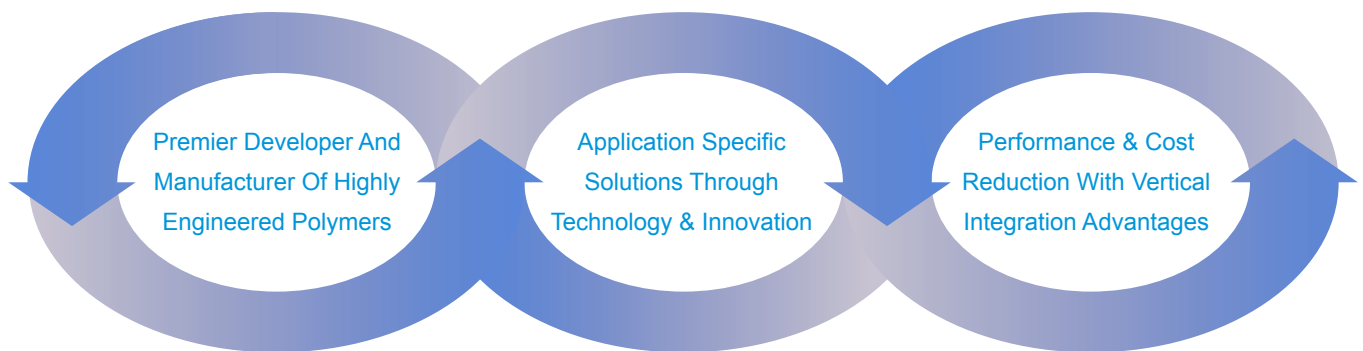 Premier Developer And
Manufacturer Of Highly
Engineered Polymers
Application Specific
Solutions Through
Technology & Innovation
Performance & Cost
Reduction With Vertical
Integration Advantages